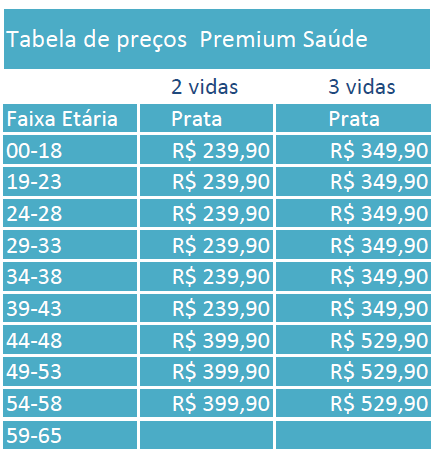 Tabela de preços  Premium Saúde
2 vidas 3 vidas
Faixa Etária Prata Prata
00-18 R$ 239,90 R$ 349,90
19-23 R$ 239,90 R$ 349,90
24-28 R$ 239,90 R$ 349,90
29-33 R$ 239,90 R$ 349,90
34-38 R$ 239,90 R$ 349,90
39-43 R$ 239,90 R$ 349,90
44-48 R$ 399,90 R$ 529,90
49-53 R$ 399,90 R$ 529,90
54-58 R$ 399,90 R$ 529,90
59-65